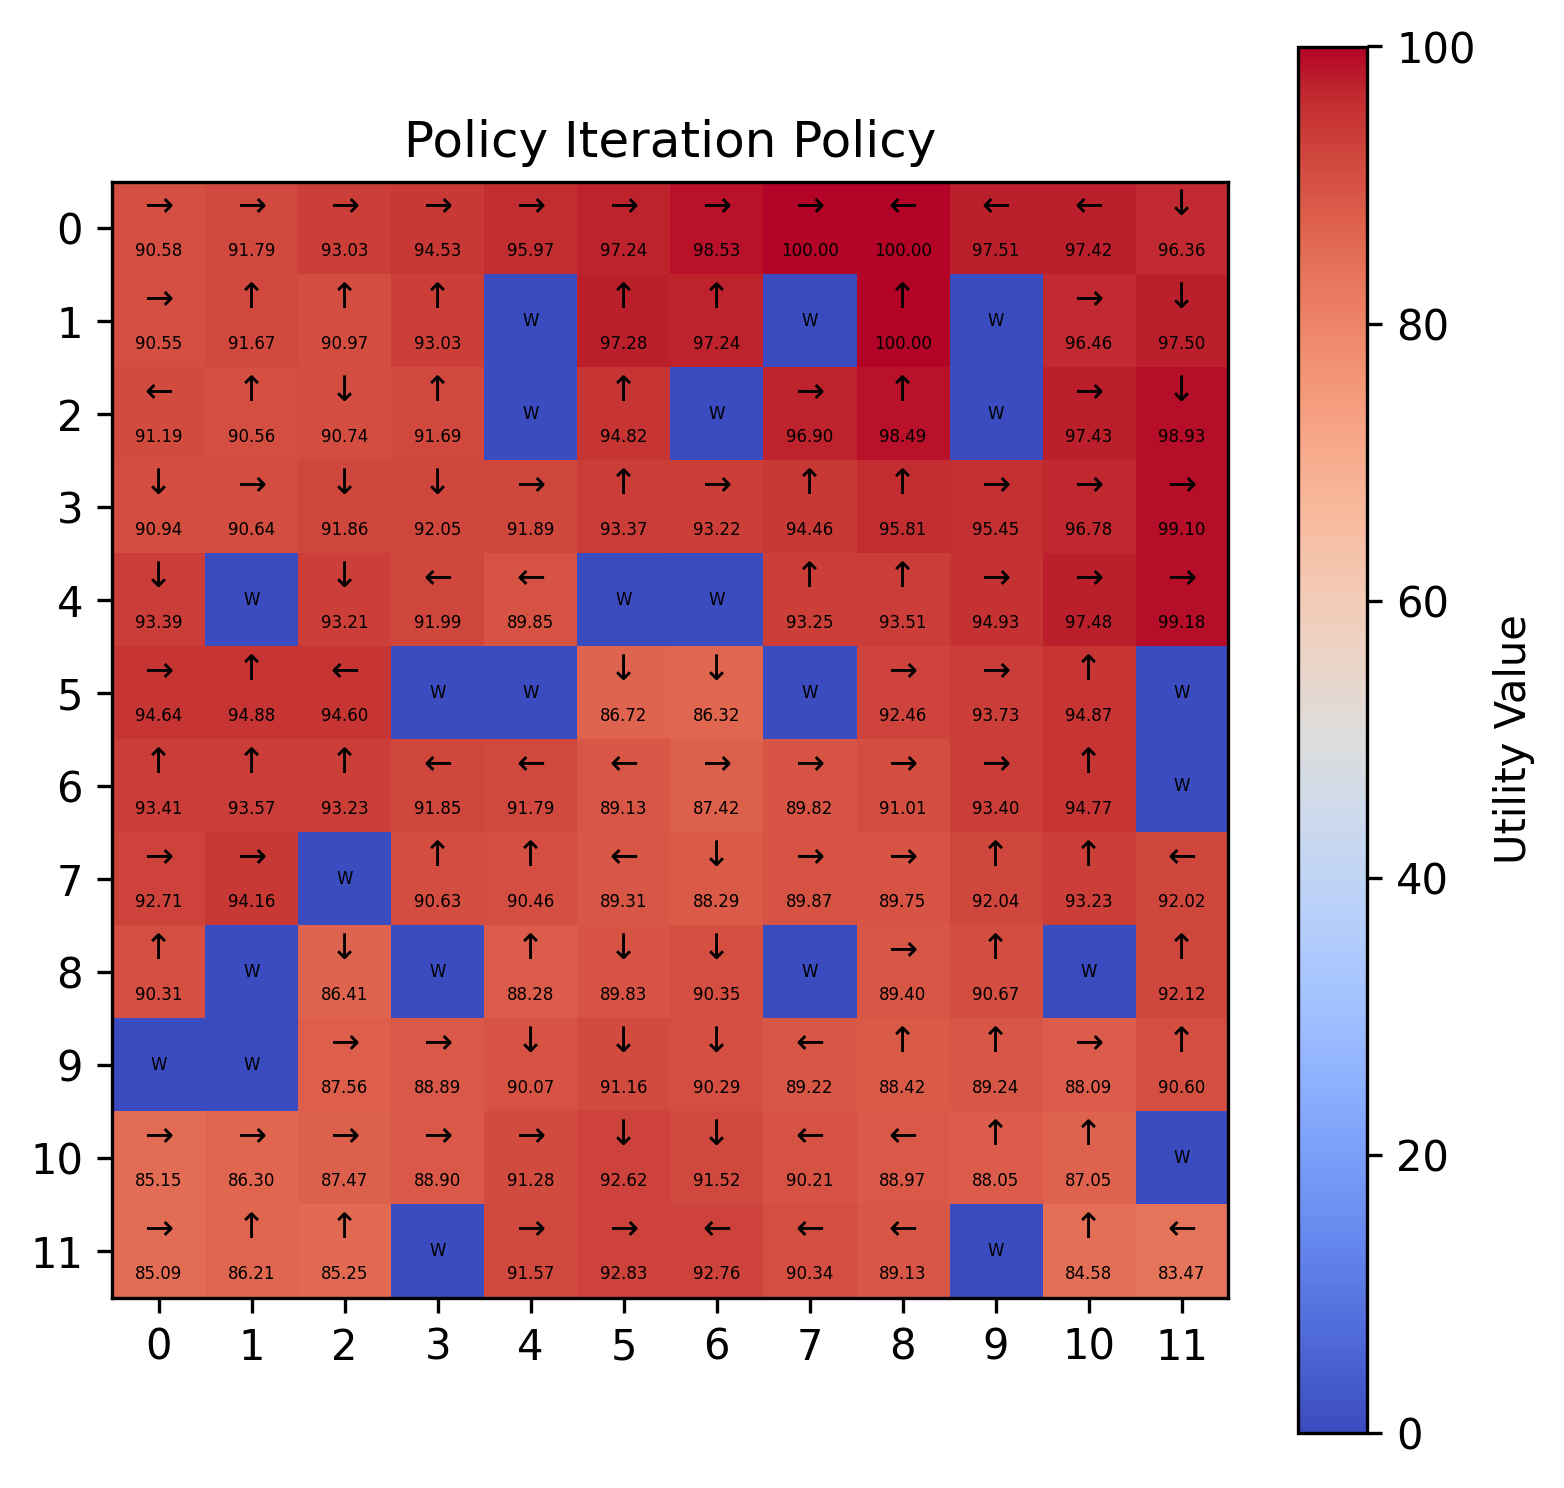 Policy Iteration Policy
0 → → → → → → → → ← ← ← ↓
90.58 91.79 93.03 94.53 95.97 97.24 98.53 100.00 100.00 97.51 97.42 96.36
1 → ↑ ↑ ↑ W ↑ ↑ W ↑ W → ↓
90.55 91.67 90.97 93.03 97.28 97.24 100.00 96.46 97.50
2 ← ↑ ↓ ↑ W ↑ W → ↑ W → ↓
91.19 90.56 90.74 91.69 94.82 96.90 98.49 97.43 98.93
3 ↓ → ↓ ↓ → ↑ → ↑ ↑ → → →
90.94 90.64 91.86 92.05 91.89 93.37 93.22 94.46 95.81 95.45 96.78 99.10
4 ↓ W ↓ ← ← W W ↑ ↑ → → →
93.39 93.21 91.99 89.85 93.25 93.51 94.93 97.48 99.18
5 → ↑ ← W W ↓ ↓ W → → ↑ W
94.64 94.88 94.60 86.72 86.32 92.46 93.73 94.87
6 ↑ ↑ ↑ ← ← ← → → → → ↑ W
93.41 93.57 93.23 91.85 91.79 89.13 87.42 89.82 91.01 93.40 94.77
7 → → W ↑ ↑ ← ↓ → → ↑ ↑ ←
92.71 94.16 90.63 90.46 89.31 88.29 89.87 89.75 92.04 93.23 92.02
8 ↑ W ↓ W ↑ ↓ ↓ W → ↑ W ↑
90.31 86.41 88.28 89.83 90.35 89.40 90.67 92.12
9 W W → → ↓ ↓ ↓ ← ↑ ↑ → ↑
87.56 88.89 90.07 91.16 90.29 89.22 88.42 89.24 88.09 90.60
10 → → → → → ↓ ↓ ← ← ↑ ↑ W
85.15 86.30 87.47 88.90 91.28 92.62 91.52 90.21 88.97 88.05 87.05
11 → ↑ ↑ W → → ← ← ← W ↑ ←
85.09 86.21 85.25 91.57 92.83 92.76 90.34 89.13 84.58 83.47
0 1 2 3 4 5 6 7 8 9 10 11
100
80
60
40
20
0
Utility Value